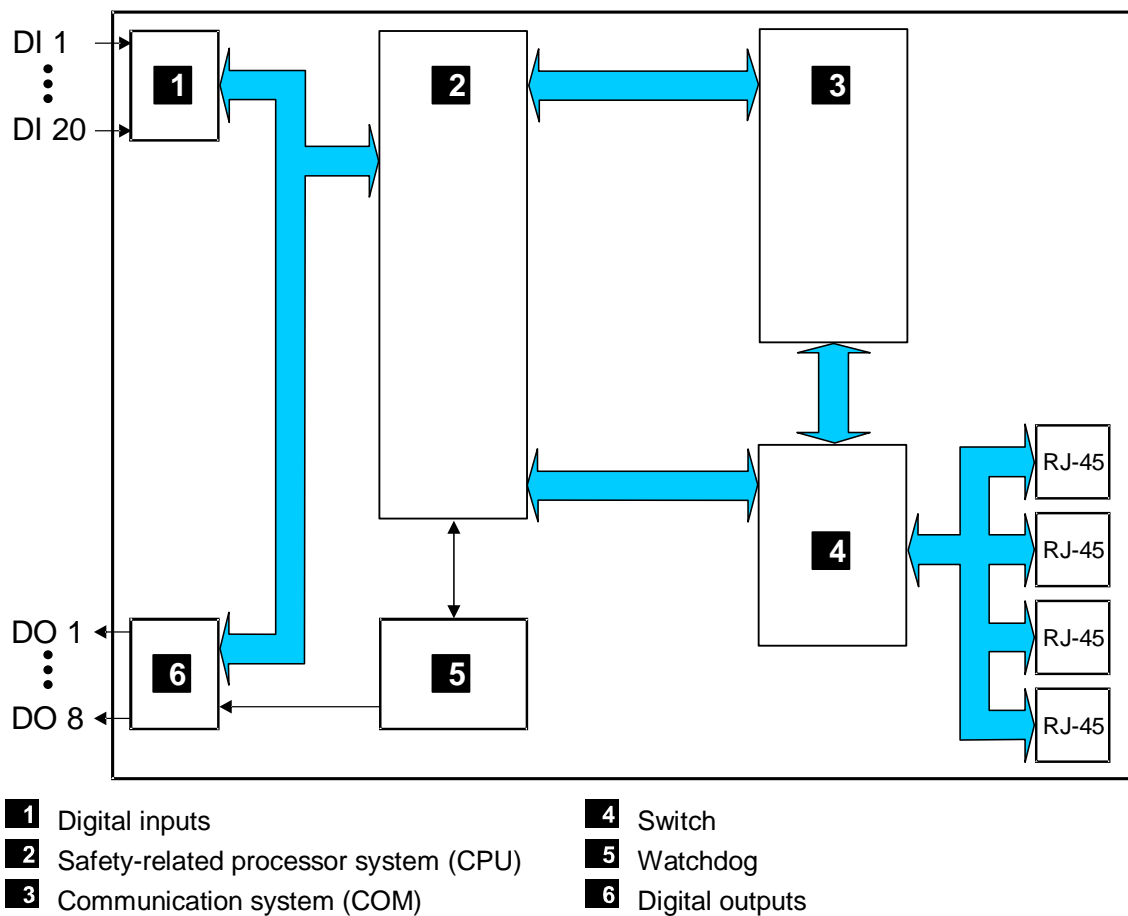 DI 1
DI 20
1
2
3
RJ-45
RJ-45
4
DO 1
RJ-45
6
5
DO 8
RJ-45
1 Digital inputs
2 Safety-related processor system (CPU)
3 Communication system (COM)
4 Switch
5 Watchdog
6 Digital outputs